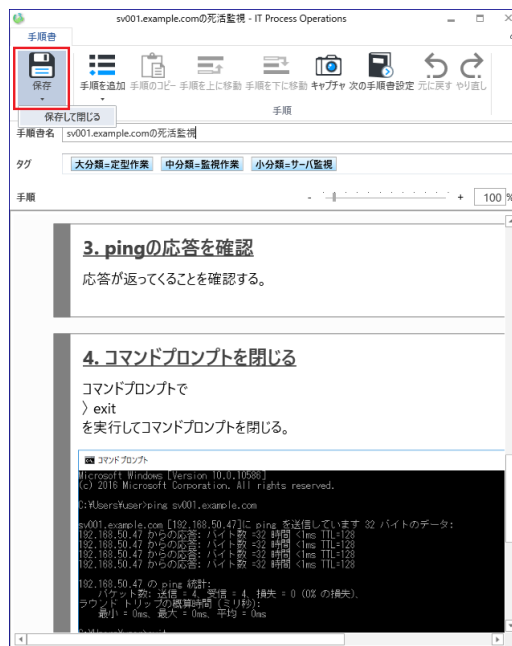 sv001.example.comの死活監視 - IT Process Operations
手順書
保存
手順を追加
手順のコピー
手順を上に移動
手順を下に移動
キャプチャ
次の手順書設定
元に戻す
やり直し
保存して閉じる
手順
手順書名 sv001.example.comの死活監視
タグ 大分類=定型作業 中分類=監視作業 小分類=サーバ監視
手順 - + 100 %
3. pingの応答を確認
応答が返ってくることを確認する。
4. コマンドプロンプトを閉じる
コマンドプロンプトで
〉exit
を実行してコマンドプロンプトを閉じる。
コマンド プロンプト
Microsoft Windows [Version 10.0.10586]
(c) 2016 Microsoft Corporation. All rights reserved.
C:¥Users¥user>ping sv001.example.com
sv001.example.com [192.168.50.47]に ping を送信しています 32 バイトのデータ:
192.168.50.47 からの応答: バイト数 =32 時間 <1ms TTL=128
192.168.50.47 からの応答: バイト数 =32 時間 <1ms TTL=128
192.168.50.47 からの応答: バイト数 =32 時間 <1ms TTL=128
192.168.50.47 からの応答: バイト数 =32 時間 <1ms TTL=128
192.168.50.47 の ping 統計:
パケット数: 送信 = 4、受信 = 4、損失 = 0 (0% の損失)、
ラウンド トリップの概算時間 (ミリ秒):
最小 = 0ms、最大 = 0ms、平均 = 0ms